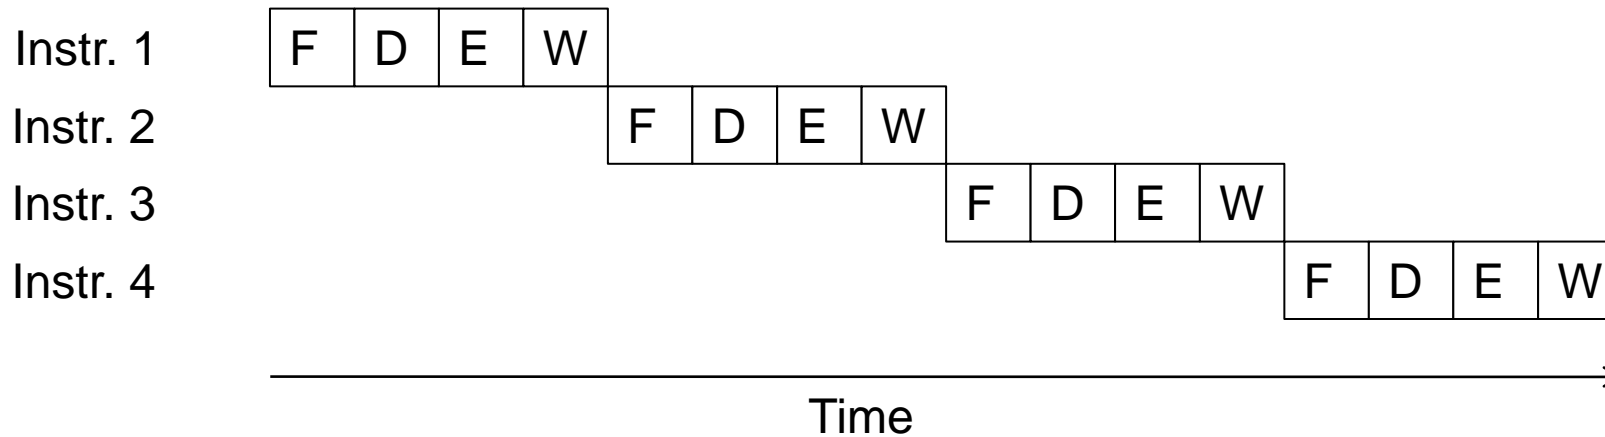 Instr. 1 F D E W
Instr. 2 F D E W
Instr. 3 F D E W
Instr. 4 F D E W
Time